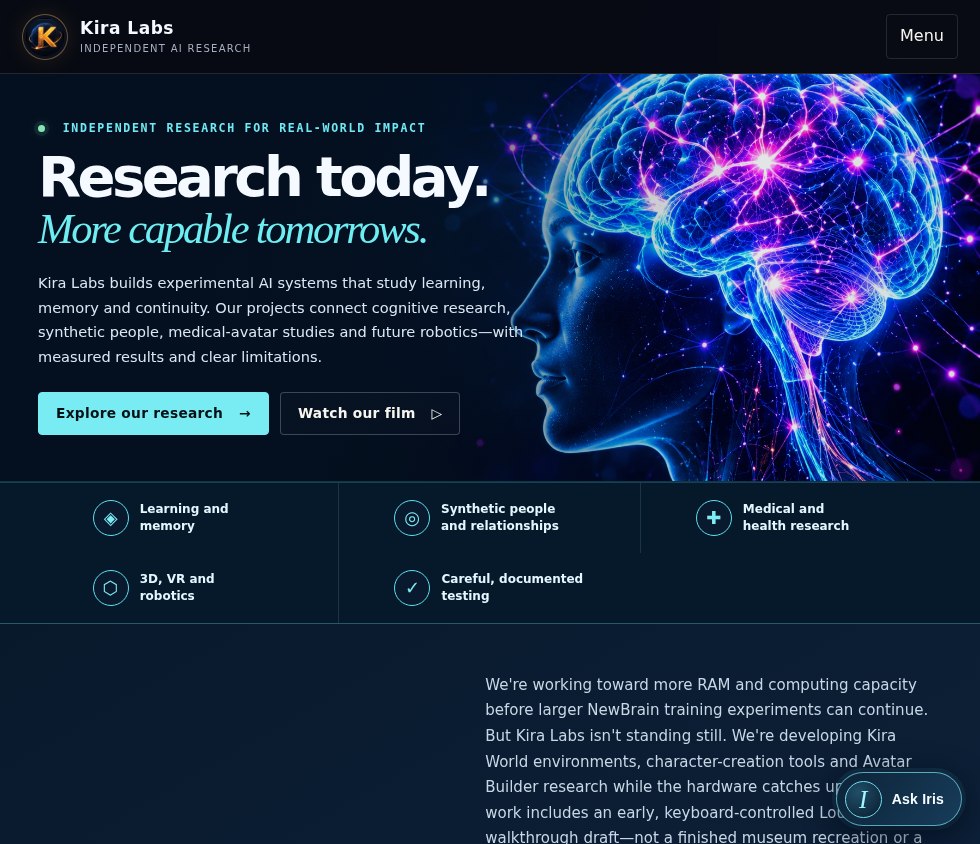 Kira Labs
INDEPENDENT AI RESEARCH
Menu
INDEPENDENT RESEARCH FOR REAL-WORLD IMPACT
Research today.
More capable tomorrows.
Kira Labs builds experimental AI systems that study learning,
memory and continuity. Our projects connect cognitive research,
synthetic people, medical-avatar studies and future robotics—with
measured results and clear limitations.
Explore our research →
Watch our film ▷
Learning and
memory
Synthetic people
and relationships
Medical and
health research
3D, VR and
robotics
Careful, documented
testing
We're working toward more RAM and computing capacity
before larger NewBrain training experiments can continue.
But Kira Labs isn't standing still. We're developing Kira
World environments, character-creation tools and Avatar
Builder research while the hardware catches
work includes an early, keyboard-controlled
walkthrough draft—not a finished museum recreation or a
I Ask Iris